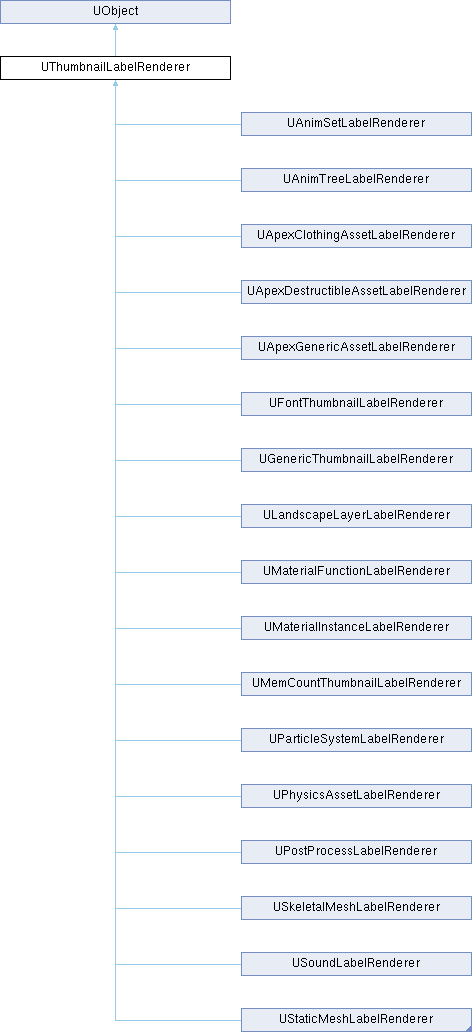 UObject
UThumbnailLabelRenderer
UAnimSetLabelRenderer
UAnimTreeLabelRenderer
UApexClothingAssetLabelRenderer
UApexDestructibleAssetLabelRenderer
UApexGenericAssetLabelRenderer
UFontThumbnailLabelRenderer
UGenericThumbnailLabelRenderer
ULandscapeLayerLabelRenderer
UMaterialFunctionLabelRenderer
UMaterialInstanceLabelRenderer
UMemCountThumbnailLabelRenderer
UParticleSystemLabelRenderer
UPhysicsAssetLabelRenderer
UPostProcessLabelRenderer
USkeletalMeshLabelRenderer
USoundLabelRenderer
UStaticMeshLabelRenderer